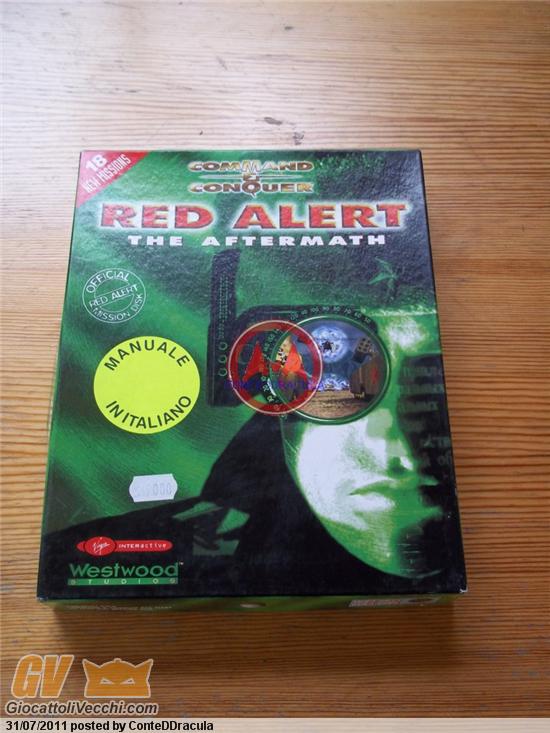 18
NEW MISSIONS
COMMAND
&
CONQUER
RED ALERT
THE AFTERMATH
OFFICIAL
RED ALERT
MISSION DISK
MANUALE
IN ITALIANO
Virgin INTERactive
Westwood
STUDIOS
GV
GiocattoliVecchi.com
31/07/2011 posted by ConteDDracula